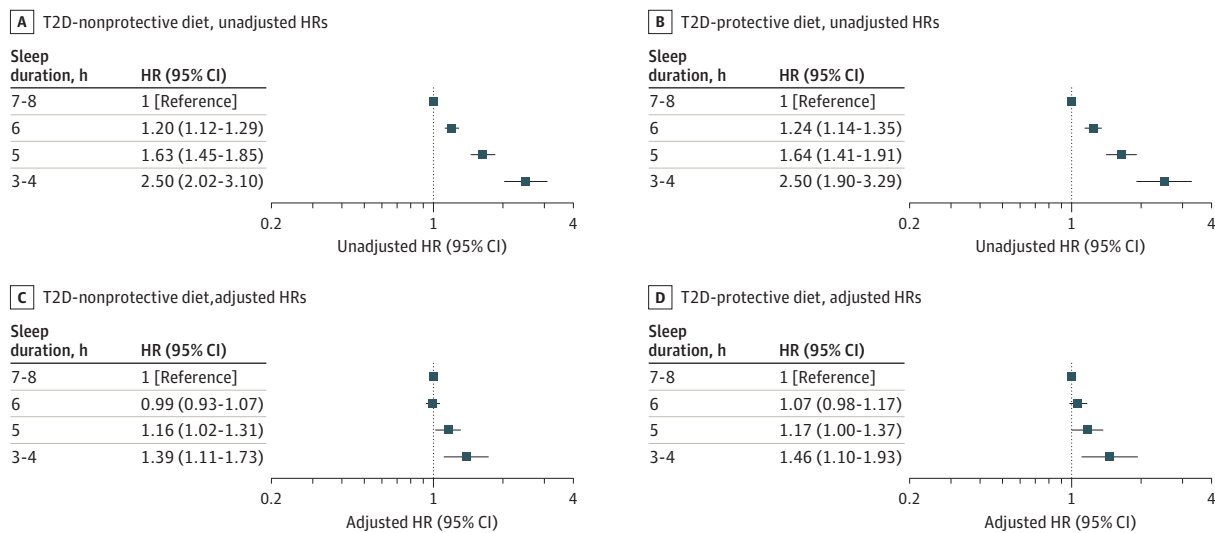 A T2D-nonprotective diet, unadjusted HRs
Sleep
duration, h HR (95% CI)
7-8 1 [Reference]
6 1.20 (1.12-1.29)
5 1.63 (1.45-1.85)
3-4 2.50 (2.02-3.10)
0.2 1 4
Unadjusted HR (95% CI)
B T2D-protective diet, unadjusted HRs
Sleep
duration, h HR (95% CI)
7-8 1 [Reference]
6 1.24 (1.14-1.35)
5 1.64 (1.41-1.91)
3-4 2.50 (1.90-3.29)
0.2 1 4
Unadjusted HR (95% CI)
C T2D-nonprotective diet,adjusted HRs
Sleep
duration, h HR (95% CI)
7-8 1 [Reference]
6 0.99 (0.93-1.07)
5 1.16 (1.02-1.31)
3-4 1.39 (1.11-1.73)
0.2 1 4
Adjusted HR (95% CI)
D T2D-protective diet, adjusted HRs
Sleep
duration, h HR (95% CI)
7-8 1 [Reference]
6 1.07 (0.98-1.17)
5 1.17 (1.00-1.37)
3-4 1.46 (1.10-1.93)
0.2 1 4
Adjusted HR (95% CI)